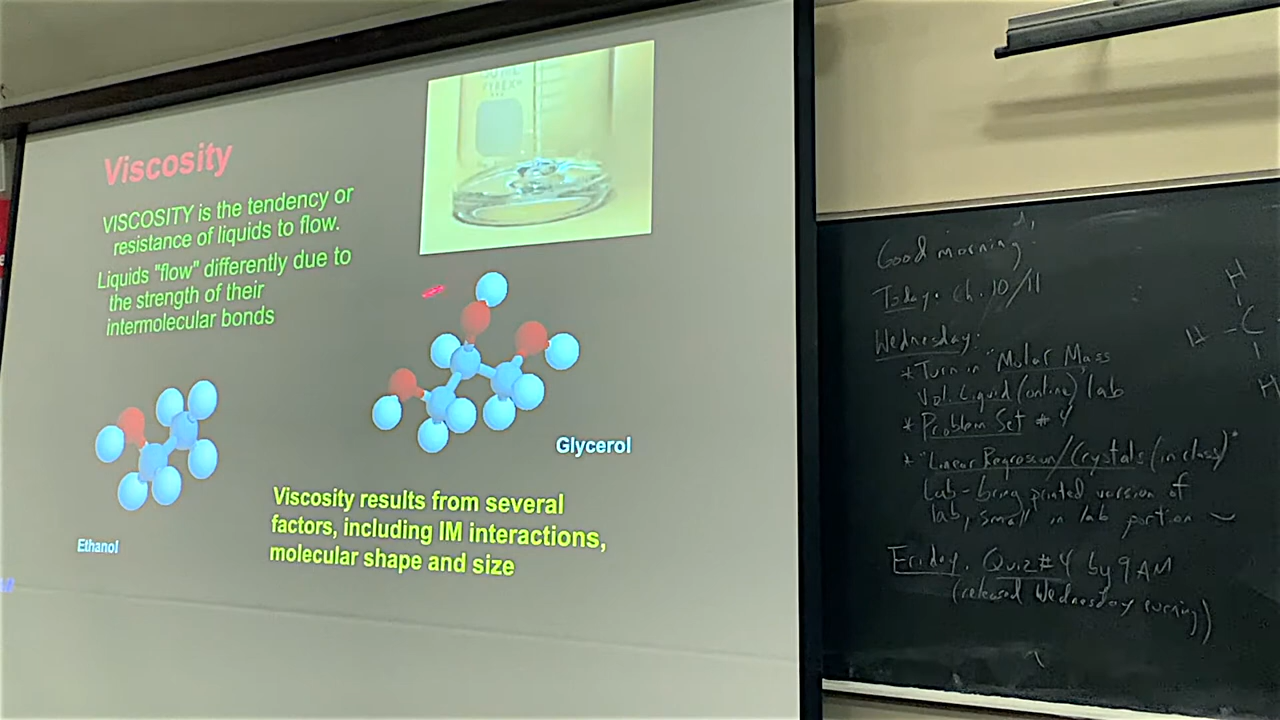 Viscosity
VISCOSITY is the tendency or
resistance of liquids to flow.
Liquids "flow" differently due to
the strength of their
intermolecular bonds
Glycerol
Ethanol
Viscosity results from several
factors, including IM interactions,
molecular shape and size
PYREX
Good morning!
Today: Ch. 10/11
Wednesday:
* Turn in "Molar Mass
Vol. Liquid (online) lab
* Problem Set #4
* "Linear Regression/Crystals (in class)"
Lab - bring printed version of
lab, small in lab portion
Friday. Quiz #4 by 9AM
(released Wednesday evening)
H
H - C
H